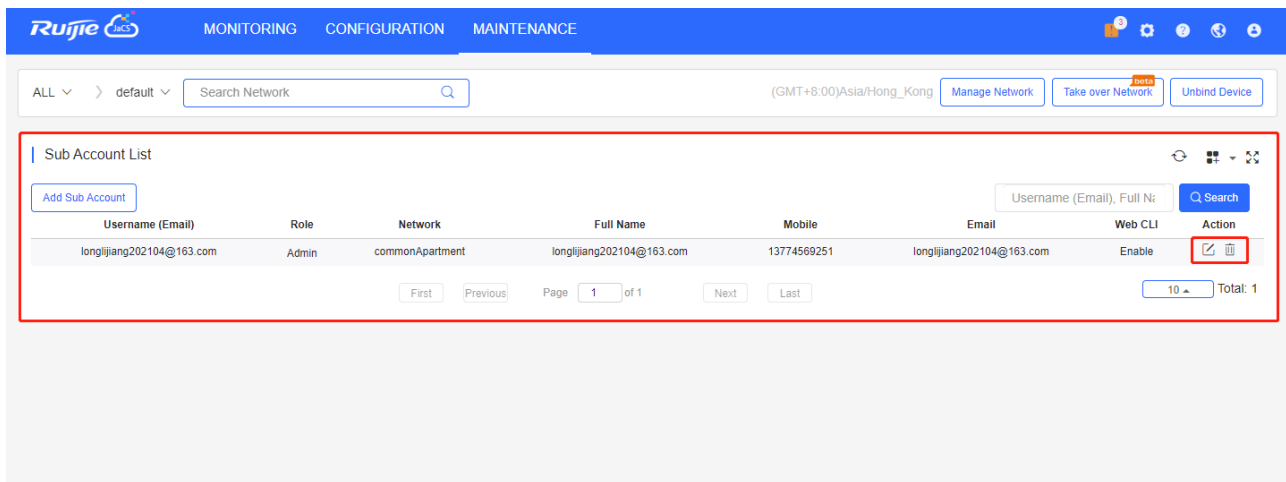 Ruijie JaCS MONITORING CONFIGURATION MAINTENANCE 3
ALL default Search Network (GMT+8:00)Asia/Hong_Kong Manage Network Take over Network beta Unbind Device
Sub Account List
Add Sub Account Username (Email), Full Na Search
Username (Email) Role Network Full Name Mobile Email Web CLI Action
longlijiang202104@163.com Admin commonApartment longlijiang202104@163.com 13774569251 longlijiang202104@163.com Enable
First Previous Page 1 of 1 Next Last 10 Total: 1